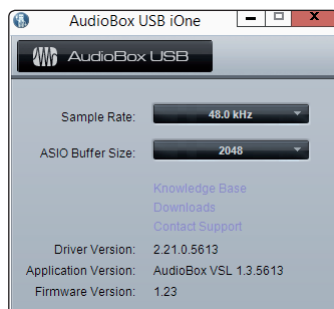 AudioBox USB iOne
AudioBox USB
Sample Rate: 48.0 kHz
ASIO Buffer Size: 2048
Knowledge Base
Downloads
Contact Support
Driver Version: 2.21.0.5613
Application Version: AudioBox VSL 1.3.5613
Firmware Version: 1.23